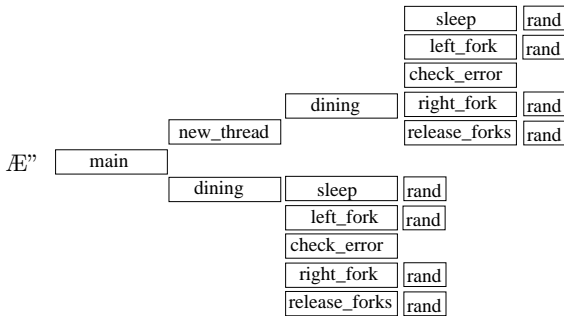 sleep rand
left_fork rand
check_error
dining right_fork rand
new_thread release_forks rand
Æ” main
dining sleep rand
left_fork rand
check_error
right_fork rand
release_forks rand